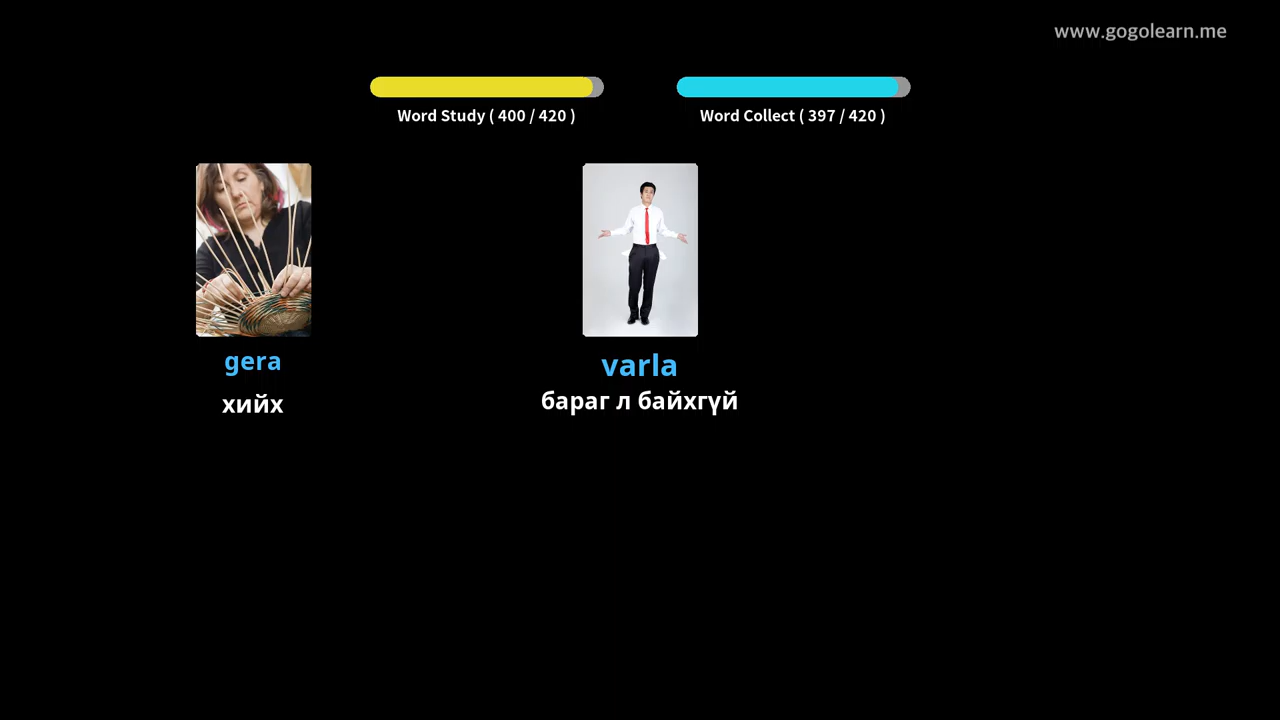 www.gogolearn.me
Word Study ( 400 / 420 )
Word Collect ( 397 / 420 )
gera
хийх
varla
бараг л байхгүй